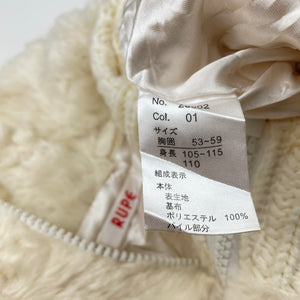 Col. 01
サイズ
胸囲 53-59
身長 105-115
110
組成表示
本体
表生地
基布
ポリエステル 100%
パイル部分
RUPE